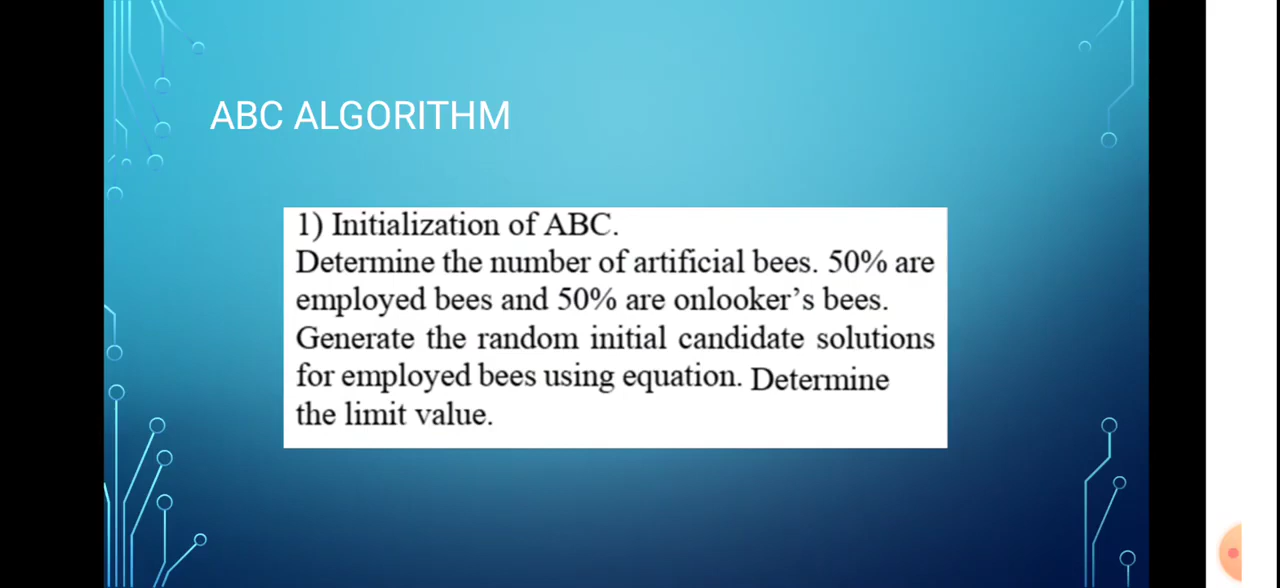 ABC ALGORITHM
1) Initialization of ABC.
Determine the number of artificial bees. 50% are
employed bees and 50% are onlooker’s bees.
Generate the random initial candidate solutions
for employed bees using equation. Determine
the limit value.